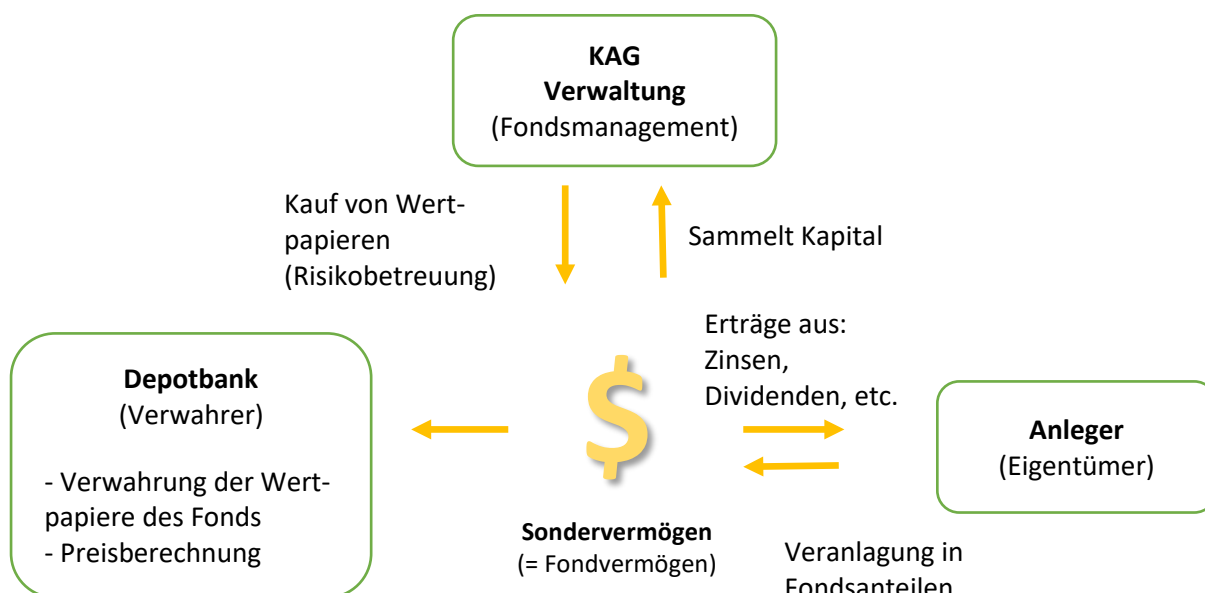 KAG
Verwaltung
(Fondsmanagement)
Kauf von Wert-
papieren
(Risikobetreuung)
Sammelt Kapital
Erträge aus:
Zinsen,
Dividenden, etc.
Depotbank
(Verwahrer)
- Verwahrung der Wert-
papiere des Fonds
- Preisberechnung
$
Sondervermögen
(= Fondvermögen)
Anleger
(Eigentümer)
Veranlagung in
Fondsanteilen